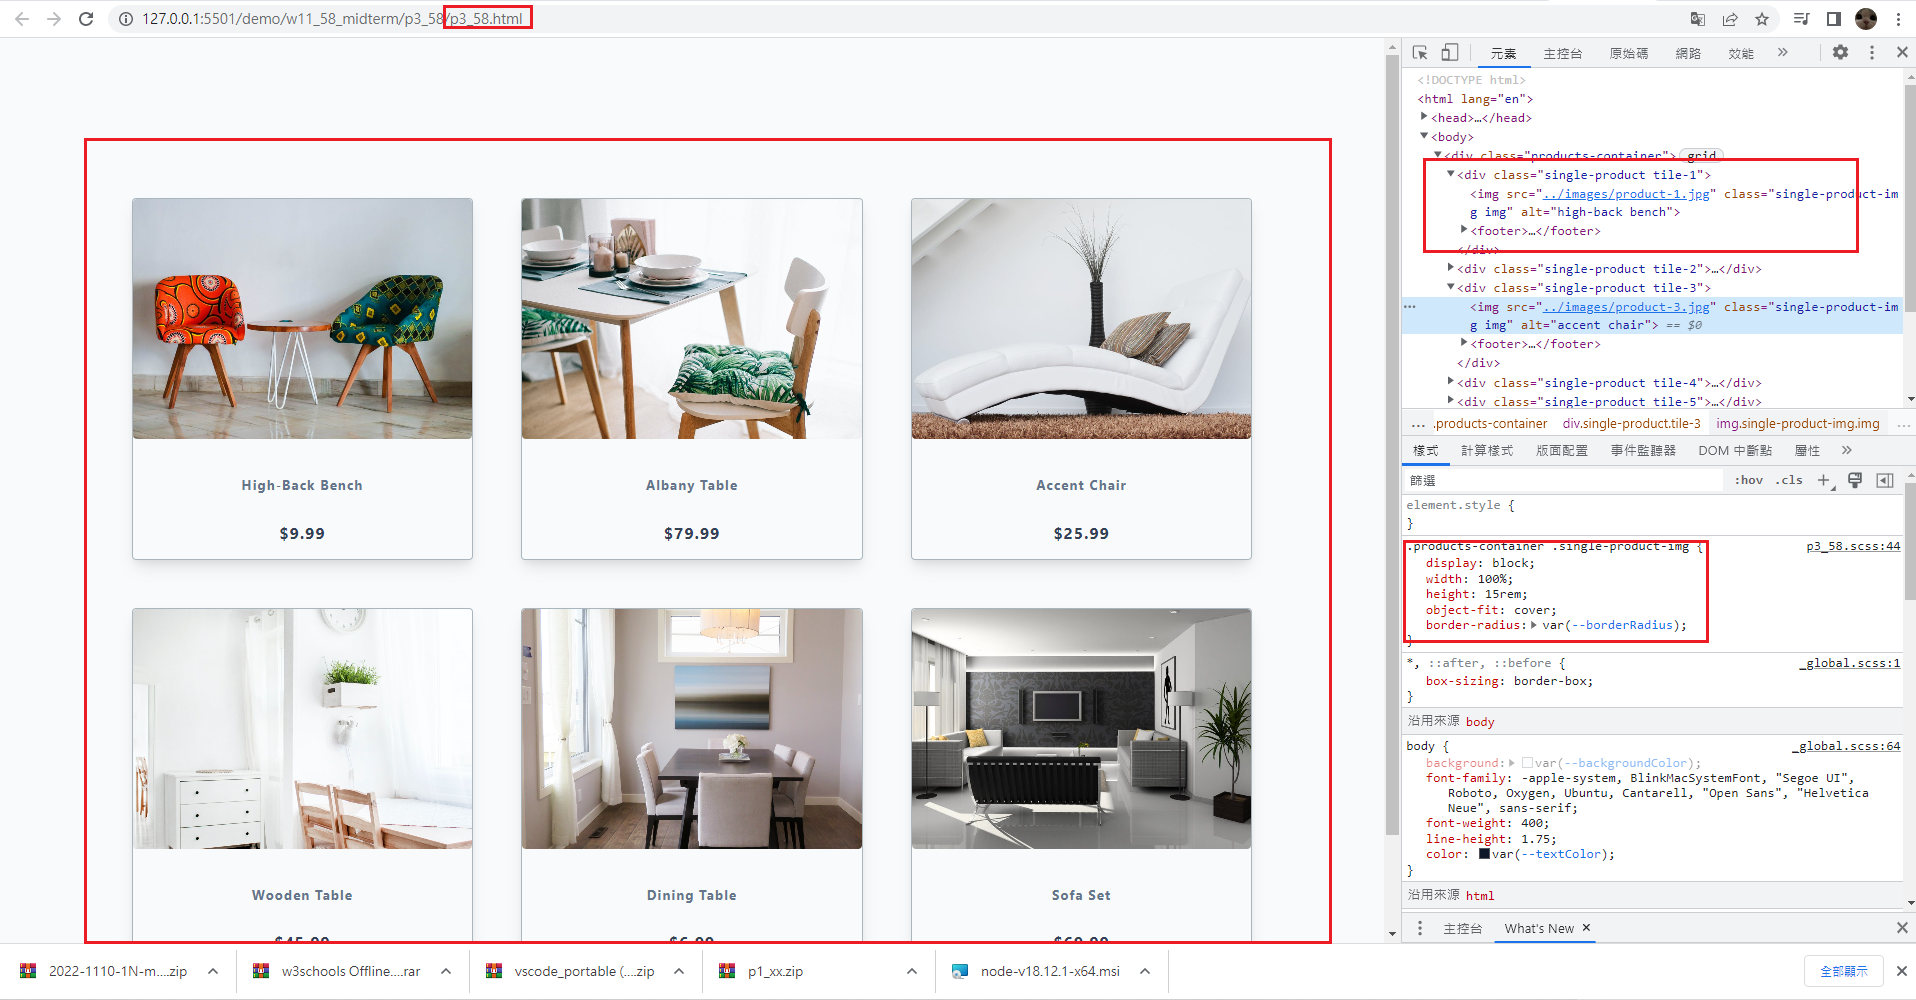 127.0.0.1:5501/demo/w11_58_midterm/p3_58/p3_58.html
High-Back Bench
$9.99
Albany Table
$79.99
Accent Chair
$25.99
Wooden Table
$45.99
Dining Table
$6.99
Sofa Set
$69.99
元素 主控台 原始碼 網路 效能 »
<!DOCTYPE html>
<html lang="en">
<head>…</head>
<body>
<div class="products-container"> grid
<div class="single-product tile-1">
<img src="../images/product-1.jpg" class="single-product-im
g img" alt="high-back bench">
<footer>…</footer>
</div>
<div class="single-product tile-2">…</div>
<div class="single-product tile-3">
<img src="../images/product-3.jpg" class="single-product-im
g img" alt="accent chair"> == $0
<footer>…</footer>
</div>
<div class="single-product tile-4">…</div>
<div class="single-product tile-5">…</div>
… .products-container div.single-product.tile-3 img.single-product-img.img …
樣式 計算樣式 版面配置 事件監聽器 DOM 中斷點 屬性 »
篩選 :hov .cls +
element.style {
}
.products-container .single-product-img { p3_58.scss:44
display: block;
width: 100%;
height: 15rem;
object-fit: cover;
border-radius: var(--borderRadius);
}
*, ::after, ::before { _global.scss:1
box-sizing: border-box;
}
沿用來源 body
body { _global.scss:64
background: var(--backgroundColor);
font-family: -apple-system, BlinkMacSystemFont, "Segoe UI",
Roboto, Oxygen, Ubuntu, Cantarell, "Open Sans", "Helvetica
Neue", sans-serif;
font-weight: 400;
line-height: 1.75;
color: var(--textColor);
}
沿用來源 html
主控台 What's New ×
2022-1110-1N-m....zip
w3schools Offline....rar
vscode_portable (....zip
p1_xx.zip
node-v18.12.1-x64.msi
全部顯示